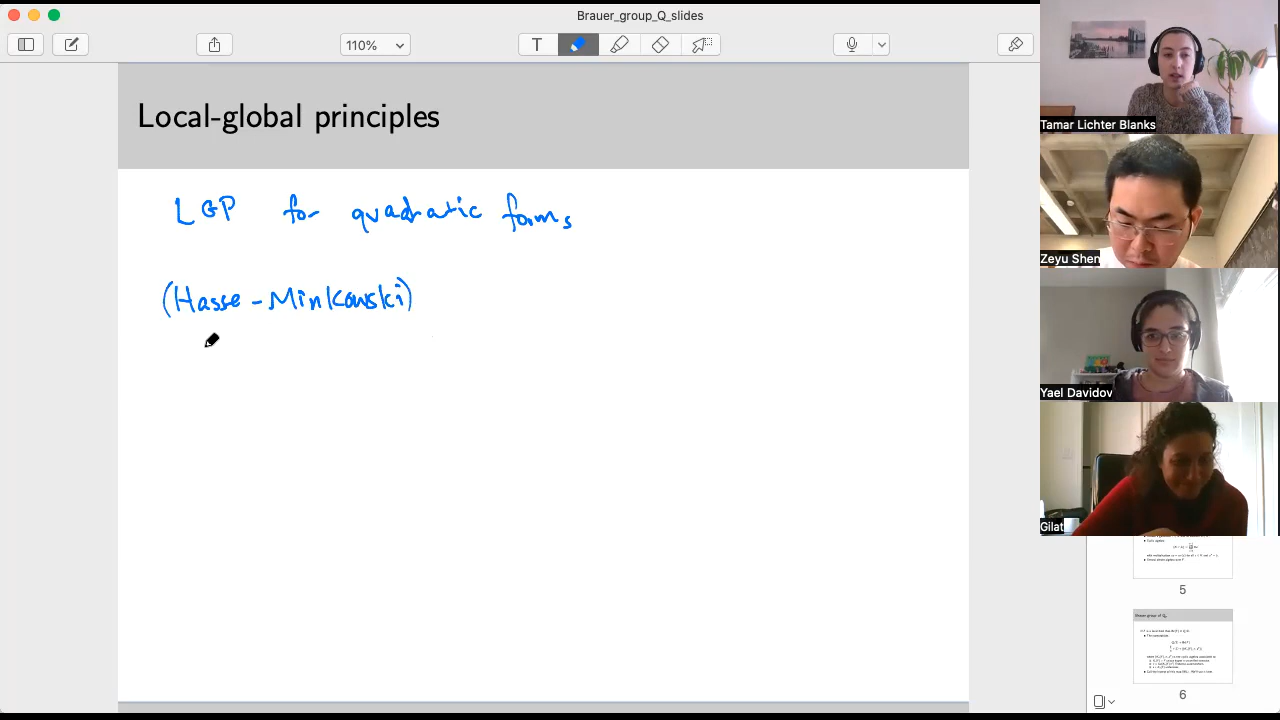 Brauer_group_Q_slides
110%
T
Local-global principles
LGP for quadratic forms
(Hasse-Minkowski)
Tamar Lichter Blanks
Zeyu Shen
Yael Davidov
Gilat
5
6